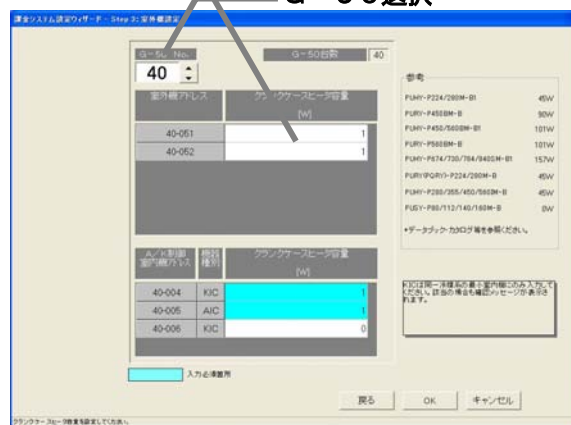 G-50選択
課金システム設定ウィザード - Step 3: 室外機設定
G-50 No.
40
G-50台数
40
室外機アドレス
クランクケースヒータ容量
[W]
40-051
1
40-052
1
A/K制御
室内機アドレス
機器
種別
クランクケースヒータ容量
[W]
40-004
KIC
1
40-005
AIC
1
40-006
KIC
0
入力必須箇所
参考
PUHY-P224/280M-B1
45W
PURY-P450BM-B
90W
PUHY-P450/560BM-B1
101W
PURY-P560BM-B
101W
PUHY-P674/730/784/840SM-B1
157W
PURY(PQRY)-P224/280M-B
45W
PUHY-P280/355/450/560BM-B
45W
PUSY-P80/112/140/160M-B
0W
*データブック・カタログ等を参照ください。
KICは同一冷媒系の最小室内機にのみ入力して
ください。該当の場合も確認メッセージが表示さ
れます。
戻る
OK
キャンセル
クランクケースヒータ容量を設定してください。